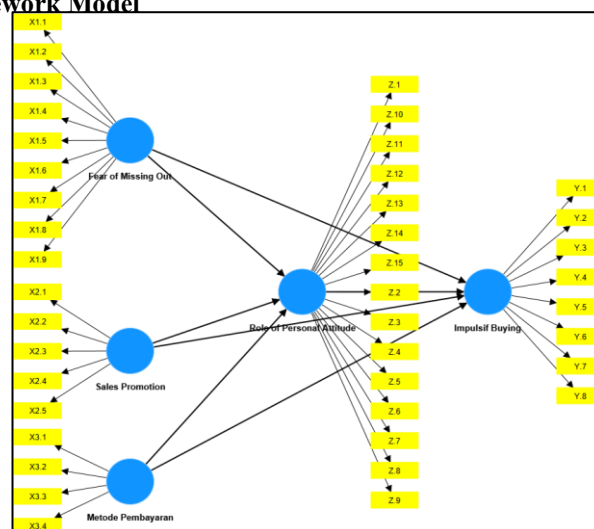 ework Model
X1.1
X1.2
X1.3
X1.4
X1.5
X1.6
X1.7
X1.8
X1.9
Fear of Missing Out
X2.1
X2.2
X2.3
X2.4
X2.5
Sales Promotion
X3.1
X3.2
X3.3
X3.4
Metode Pembayaran
Z.1
Z.10
Z.11
Z.12
Z.13
Z.14
Z.15
Z.2
Z.3
Z.4
Z.5
Z.6
Z.7
Z.8
Z.9
Role of Personal Attitude
Y.1
Y.2
Y.3
Y.4
Y.5
Y.6
Y.7
Y.8
Impulsif Buying